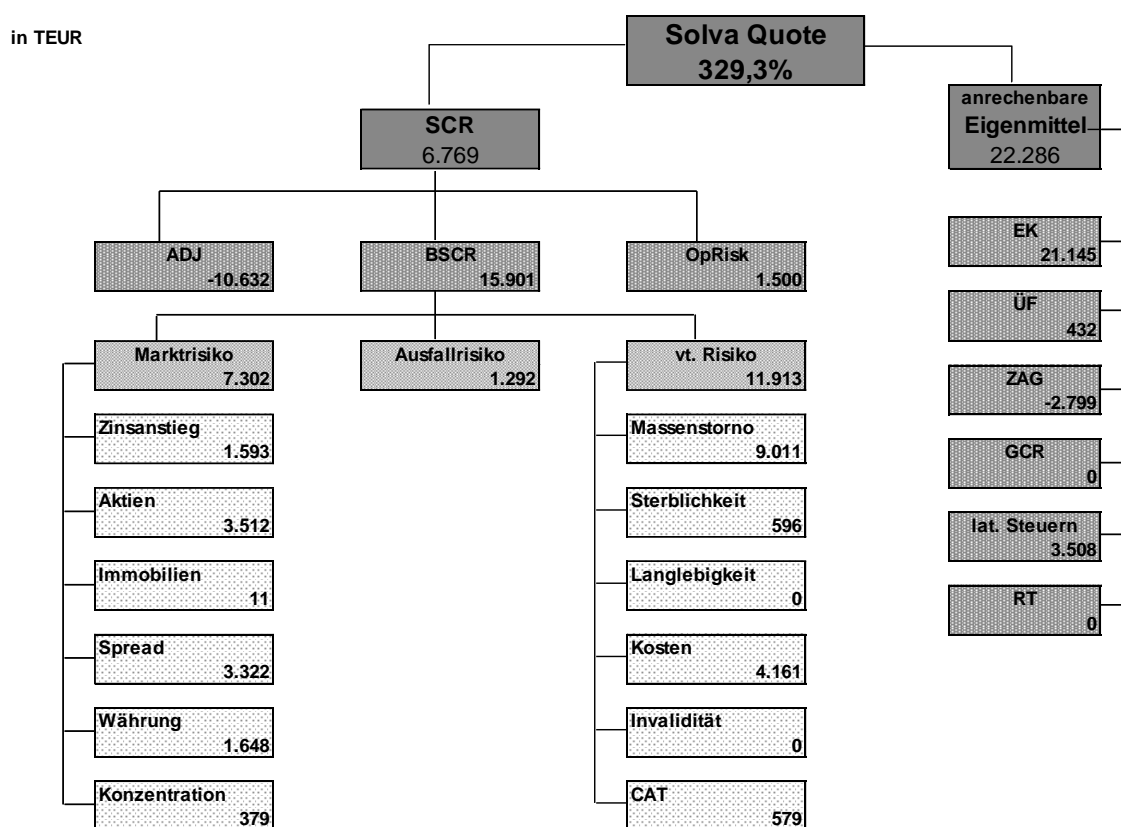 in TEUR
Solva Quote
329,3%
SCR
6.769
anrechenbare
Eigenmittel
22.286
ADJ
-10.632
BSCR
15.901
OpRisk
1.500
EK
21.145
ÜF
432
Marktrisiko
7.302
Ausfallrisiko
1.292
vt. Risiko
11.913
ZAG
-2.799
Zinsanstieg
1.593
Massenstorno
9.011
GCR
0
Aktien
3.512
Sterblichkeit
596
lat. Steuern
3.508
Immobilien
11
Langlebigkeit
0
RT
0
Spread
3.322
Kosten
4.161
Währung
1.648
Invalidität
0
Konzentration
379
CAT
579